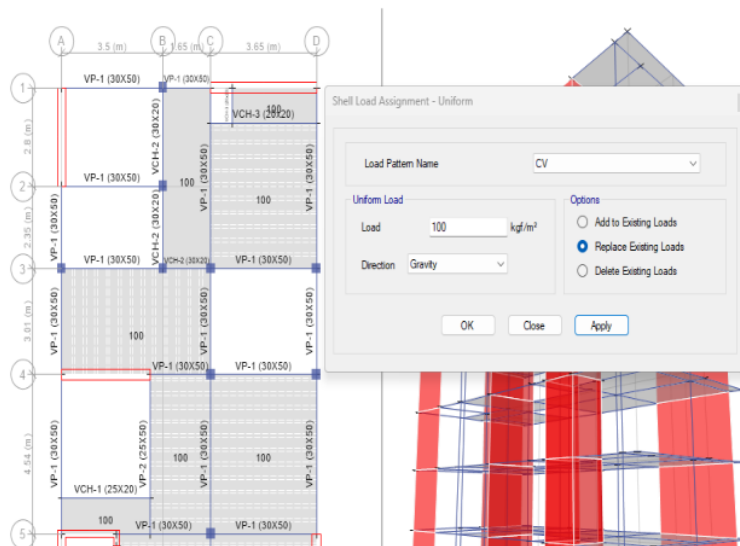 A B C D
3.5 (m) 1.65 (m) 3.65 (m)
VP-1 (30X50) VP-1 (30X50)
1
100
VCH-3 (20x20)
2.8 (m)
VCH-2 (30X20)
VP-1 (30X50)
VP-1 (30X50)
VP-1 (30X50)
100
100
2
2.35 (m)
VP-1 (30X50)
VCH-2 (30X20)
VP-1 (30X50) VCH-2 (30X20) VP-1 (30X50)
3
3.01 (m)
VP-1 (30X50)
VP-1 (30X50)
VP-1 (30X50)
100
VP-1 (30X50) VP-1 (30X50)
4
4.54 (m)
VP-1 (30X50)
VP-2 (25X50)
VP-1 (30X50)
VP-1 (30X50)
100 100
VCH-1 (25X20)
100
VP-1 (30X50) VP-1 (30X50)
5
Shell Load Assignment - Uniform
Load Pattern Name CV
Uniform Load
Load 100 kgf/m²
Direction Gravity
Options
Add to Existing Loads
Replace Existing Loads
Delete Existing Loads
OK Close Apply